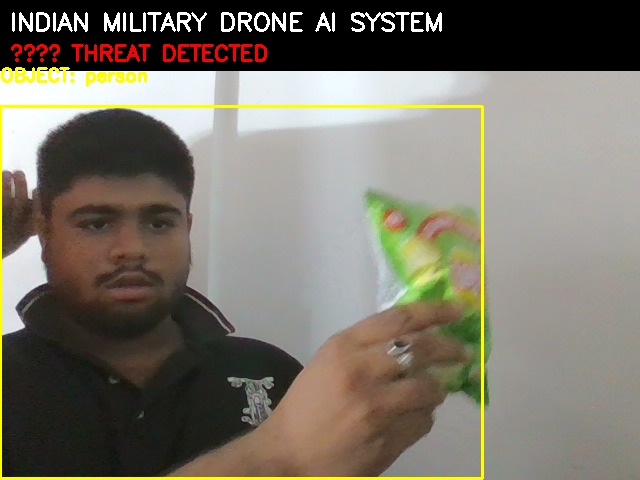 INDIAN MILITARY DRONE AI SYSTEM
???? THREAT DETECTED
OBJECT: person